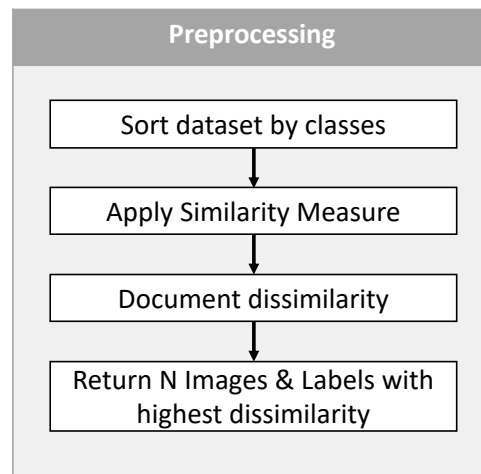 Preprocessing
Sort dataset by classes
Apply Similarity Measure
Document dissimilarity
Return N Images & Labels with
highest dissimilarity